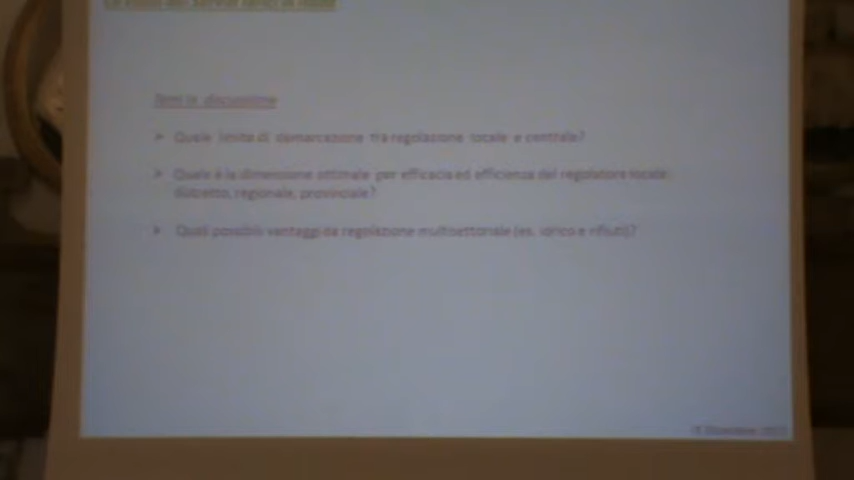 Temi in discussione
➤ Quale limite di demarcazione tra regolazione locale e centrale?
➤ Quale è la dimensione ottimale per efficacia ed efficienza del regolatore locale:
distretto, regionale, provinciale?
➤ Quali possibili vantaggi da regolazione multisettoriale (es. idrico e rifiuti)?
Dicembre